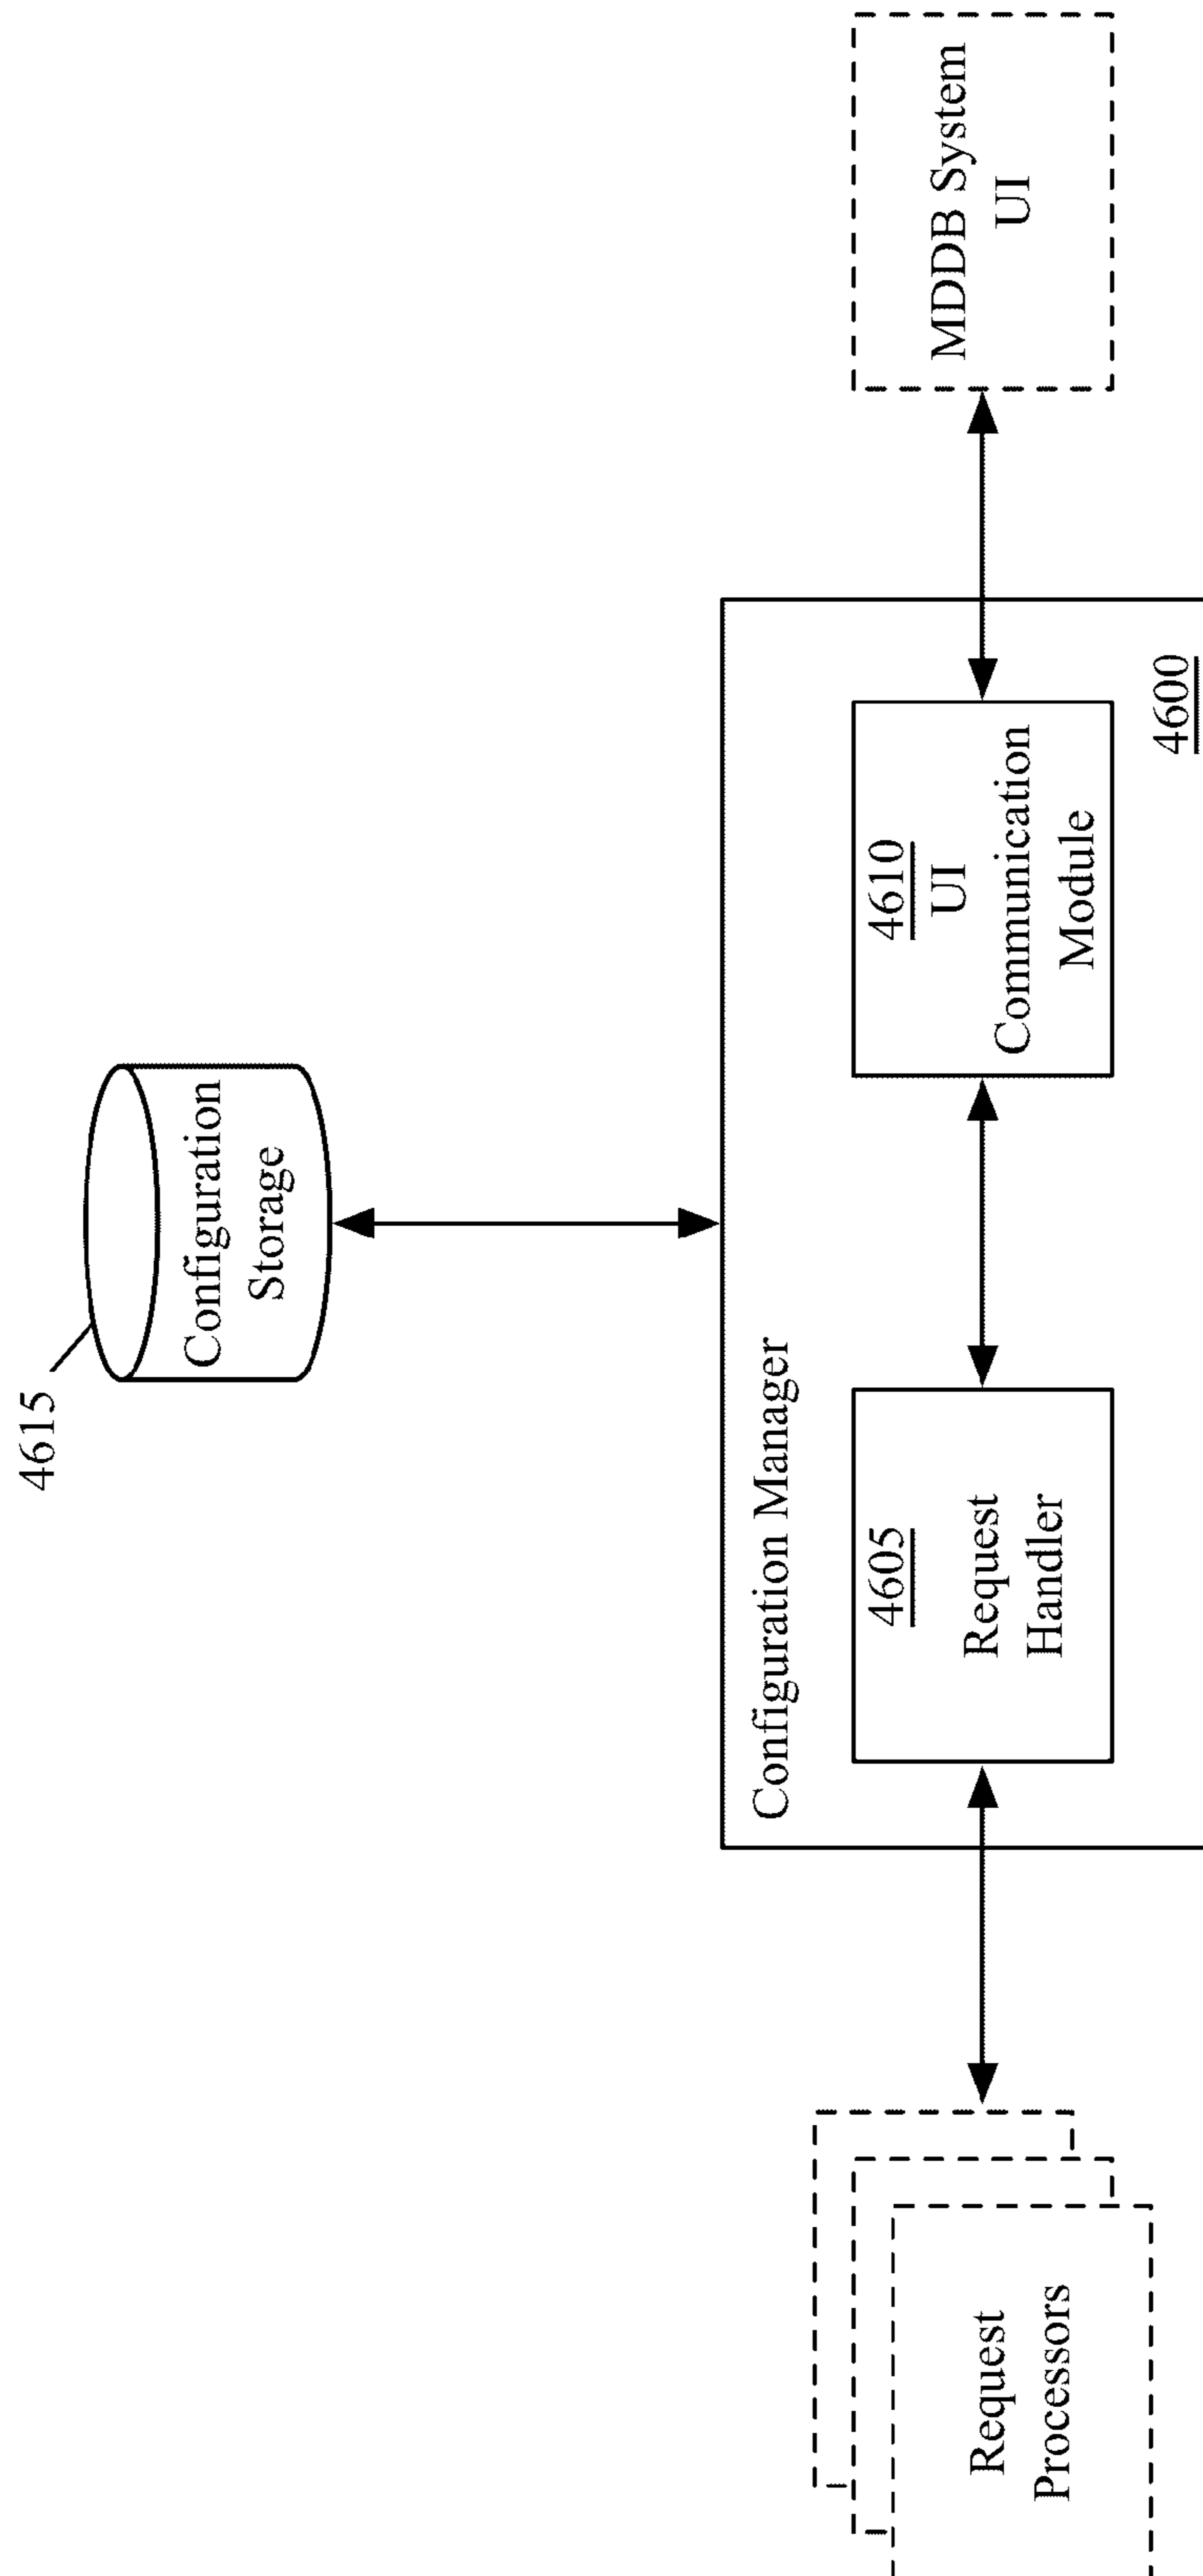 4615
Configuration
Storage
Configuration Manager
Request
Processors
4605
Request
Handler
4610
UI
Communication
Module
MDDB System
UI
4600